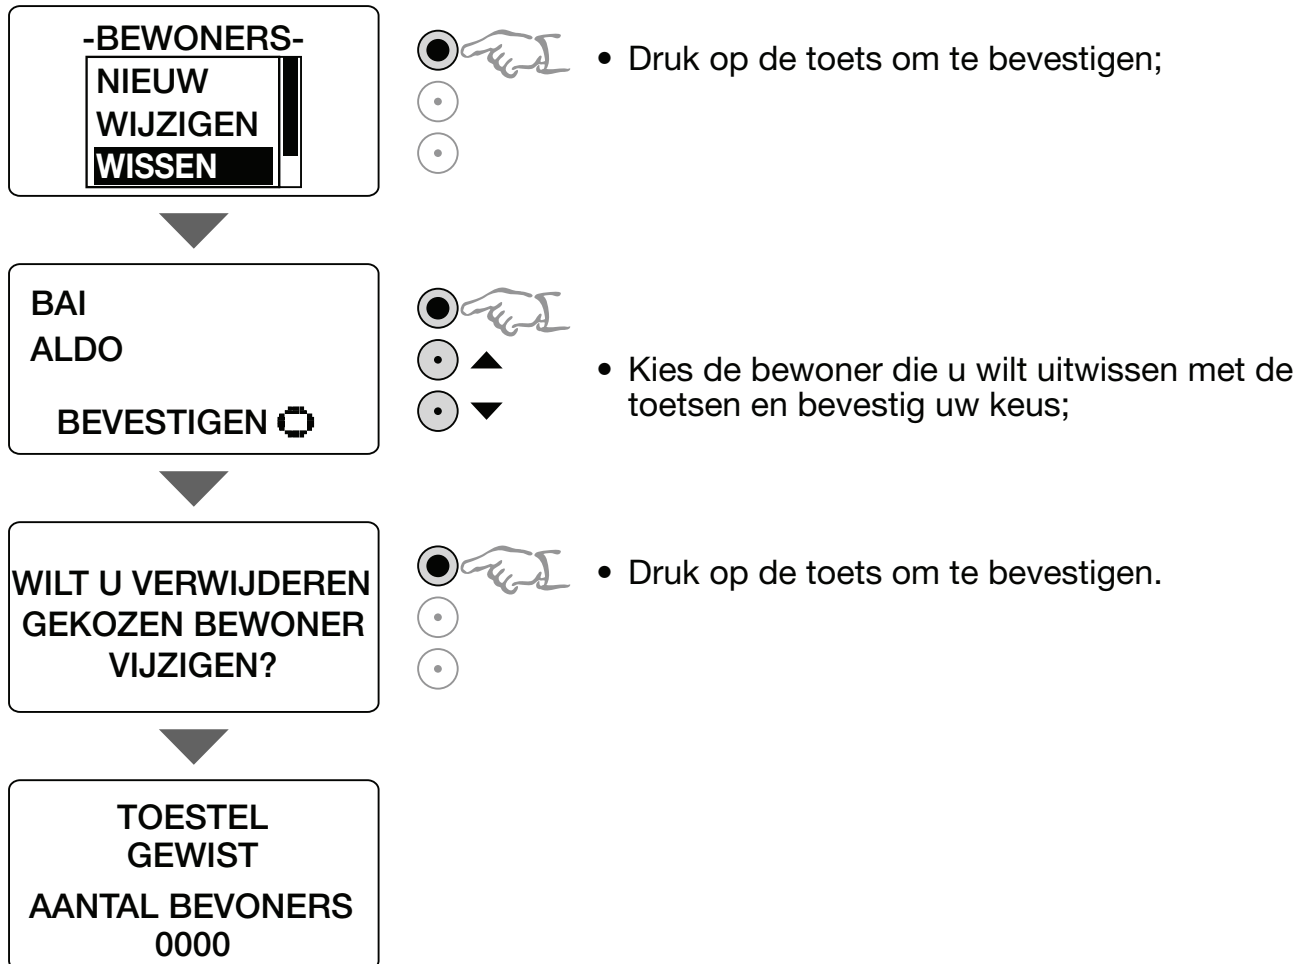 -BEWONERS-
NIEUW
WIJZIGEN
WISSEN
• Druk op de toets om te bevestigen;
BAI
ALDO
BEVESTIGEN
• Kies de bewoner die u wilt uitwissen met de
toetsen en bevestig uw keus;
WILT U VERWIJDEREN
GEKOZEN BEWONER
VIJZIGEN?
• Druk op de toets om te bevestigen.
TOESTEL
GEWIST
AANTAL BEVONERS
0000